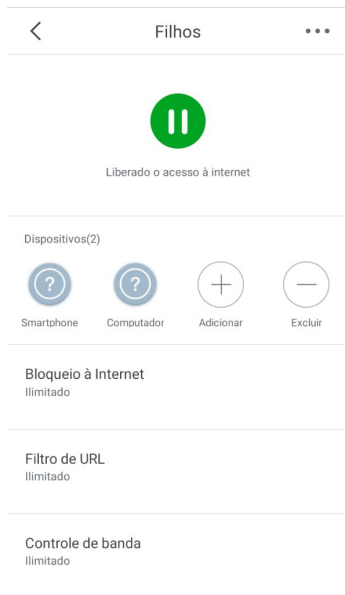 Filhos
Liberado o acesso à internet
Dispositivos(2)
? ?
Smartphone Computador Adicionar Excluir
Bloqueio à Internet
Ilimitado
Filtro de URL
Ilimitado
Controle de banda
Ilimitado